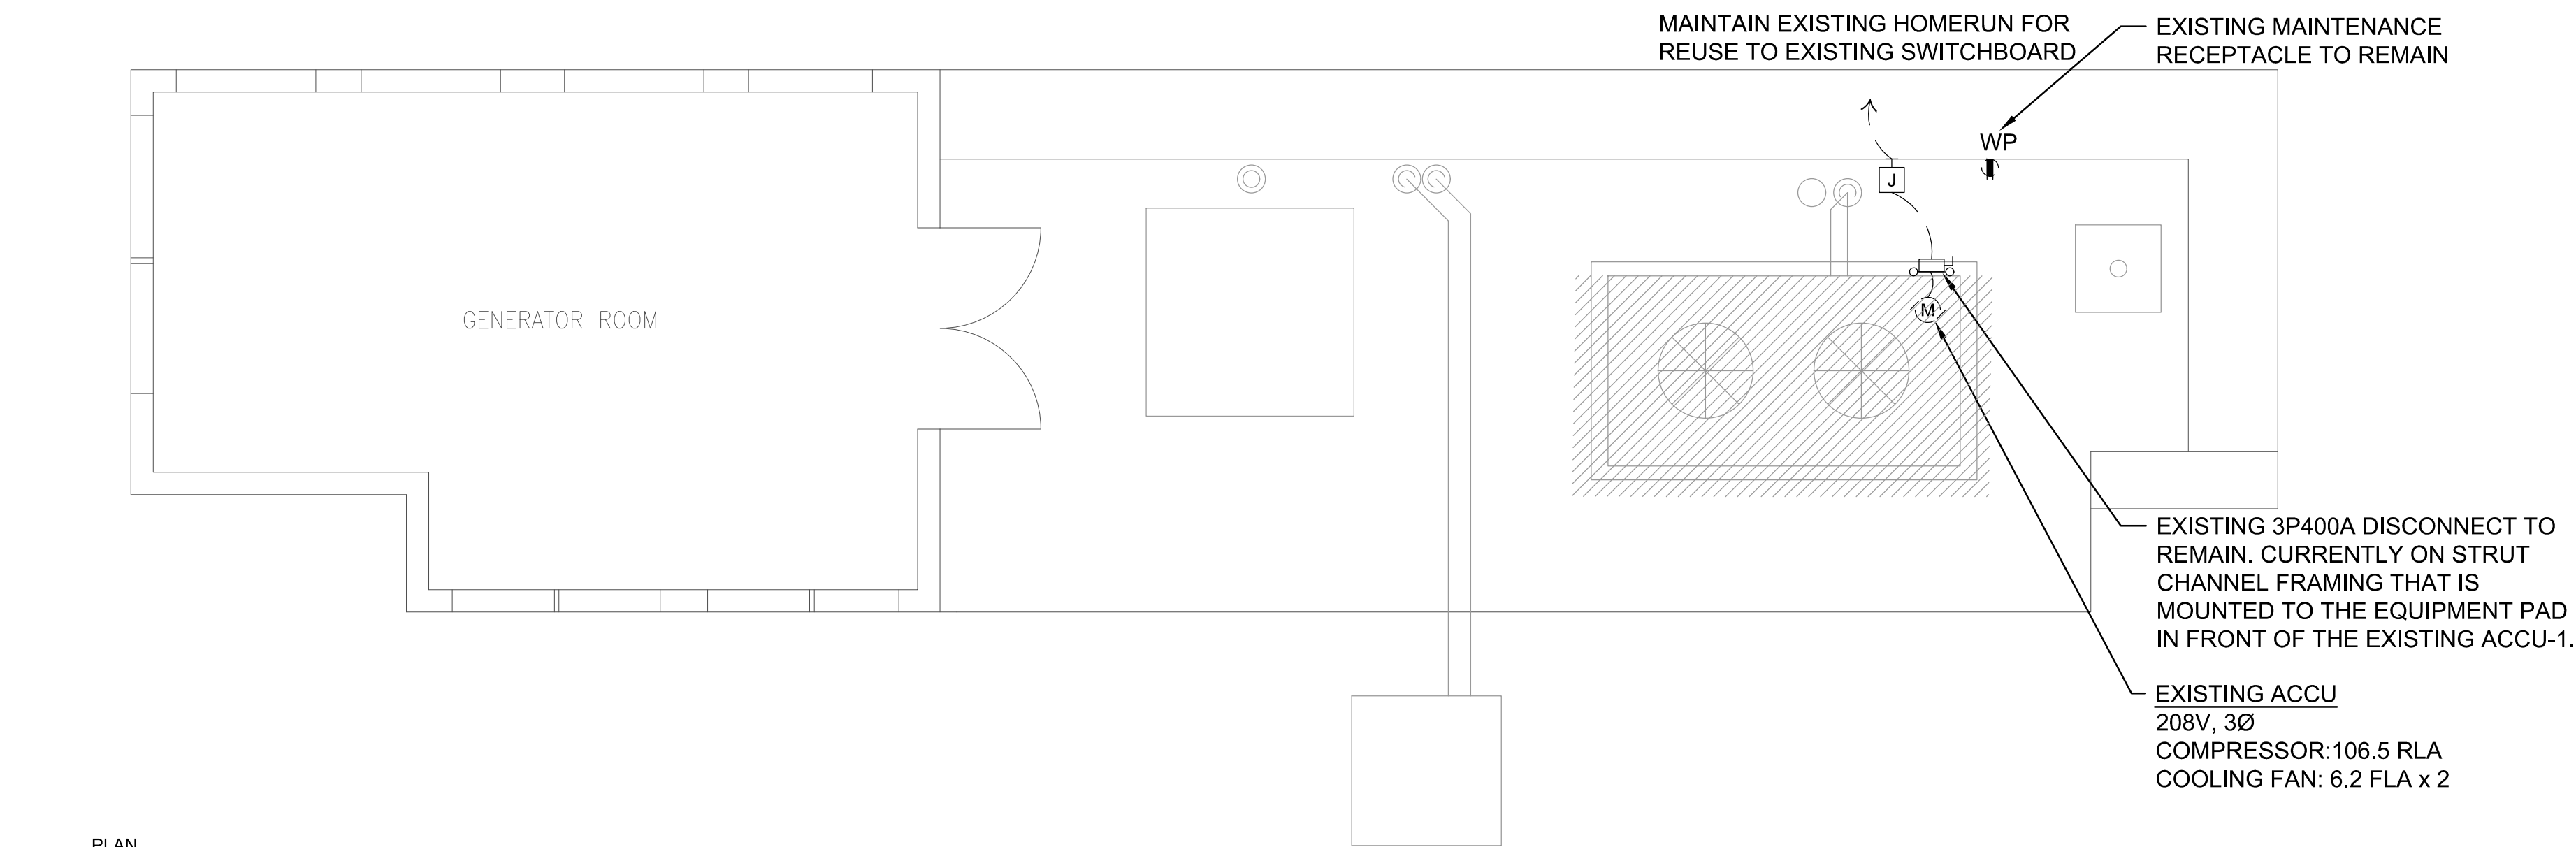 MAINTAIN EXISTING HOMERUN FOR
REUSE TO EXISTING SWITCHBOARD
EXISTING MAINTENANCE
RECEPTACLE TO REMAIN
WP
J
M
GENERATOR ROOM
EXISTING 3P400A DISCONNECT TO
REMAIN. CURRENTLY ON STRUT
CHANNEL FRAMING THAT IS
MOUNTED TO THE EQUIPMENT PAD
IN FRONT OF THE EXISTING ACCU-1.
EXISTING ACCU
208V, 3Ø
COMPRESSOR:106.5 RLA
COOLING FAN: 6.2 FLA x 2
PLAN